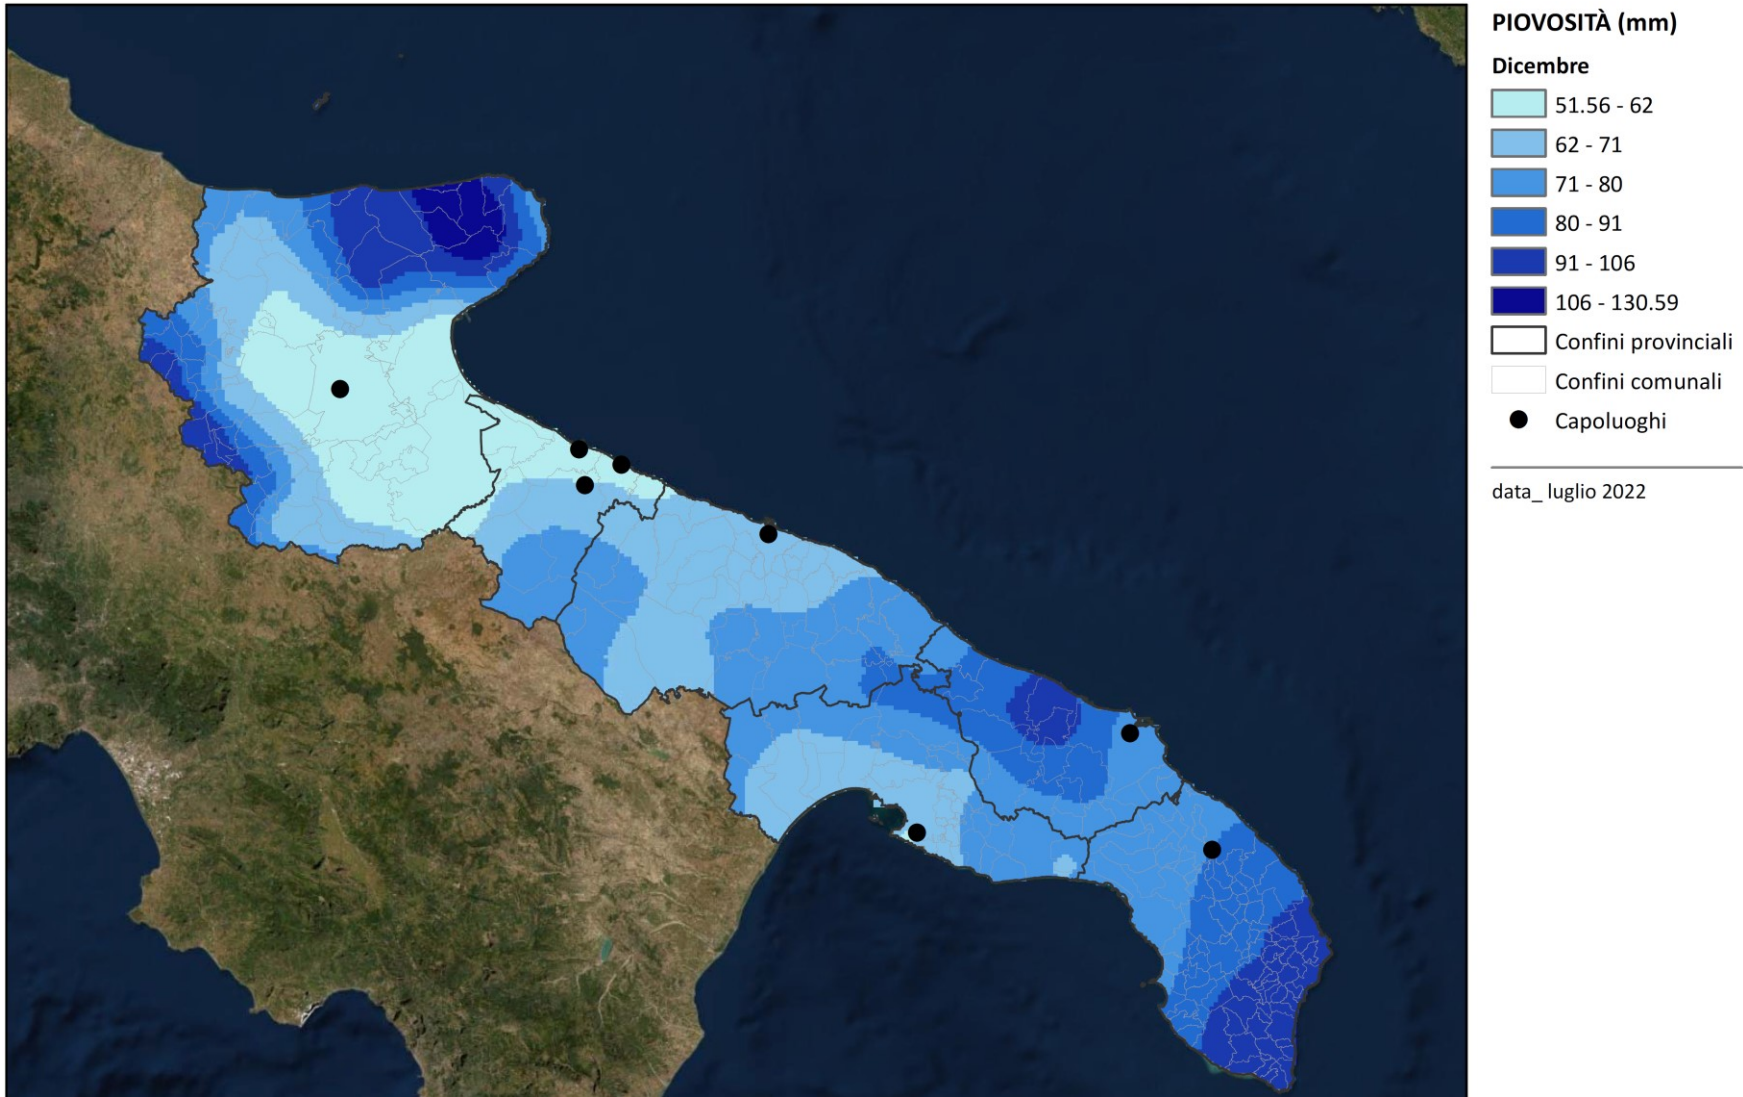 PIOVOSITÀ (mm)
Dicembre
51.56 - 62
62 - 71
71 - 80
80 - 91
91 - 106
106 - 130.59
Confini provinciali
Confini comunali
Capoluoghi
data_ luglio 2022